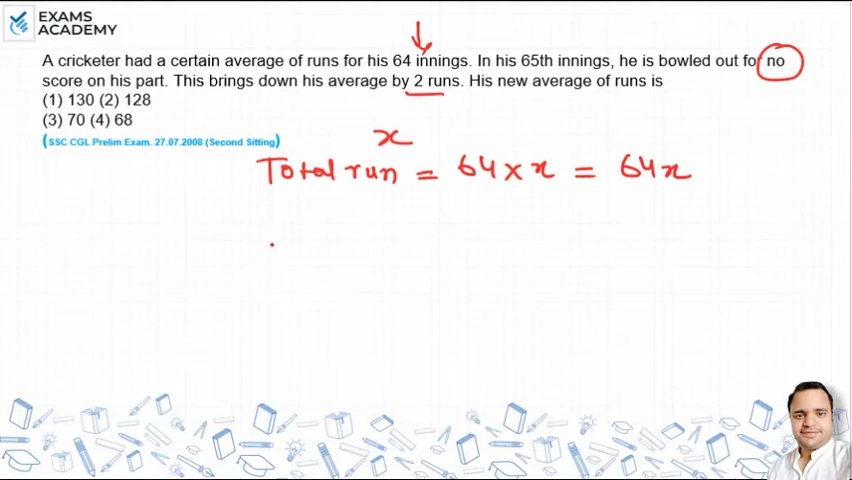 EXAMS
ACADEMY
A cricketer had a certain average of runs for his 64 innings. In his 65th innings, he is bowled out for no
score on his part. This brings down his average by 2 runs. His new average of runs is
(1) 130 (2) 128
(3) 70 (4) 68
(SSC CGL Prelim Exam. 27.07.2008 (Second Sitting)
x
Total run = 64 × x = 64x